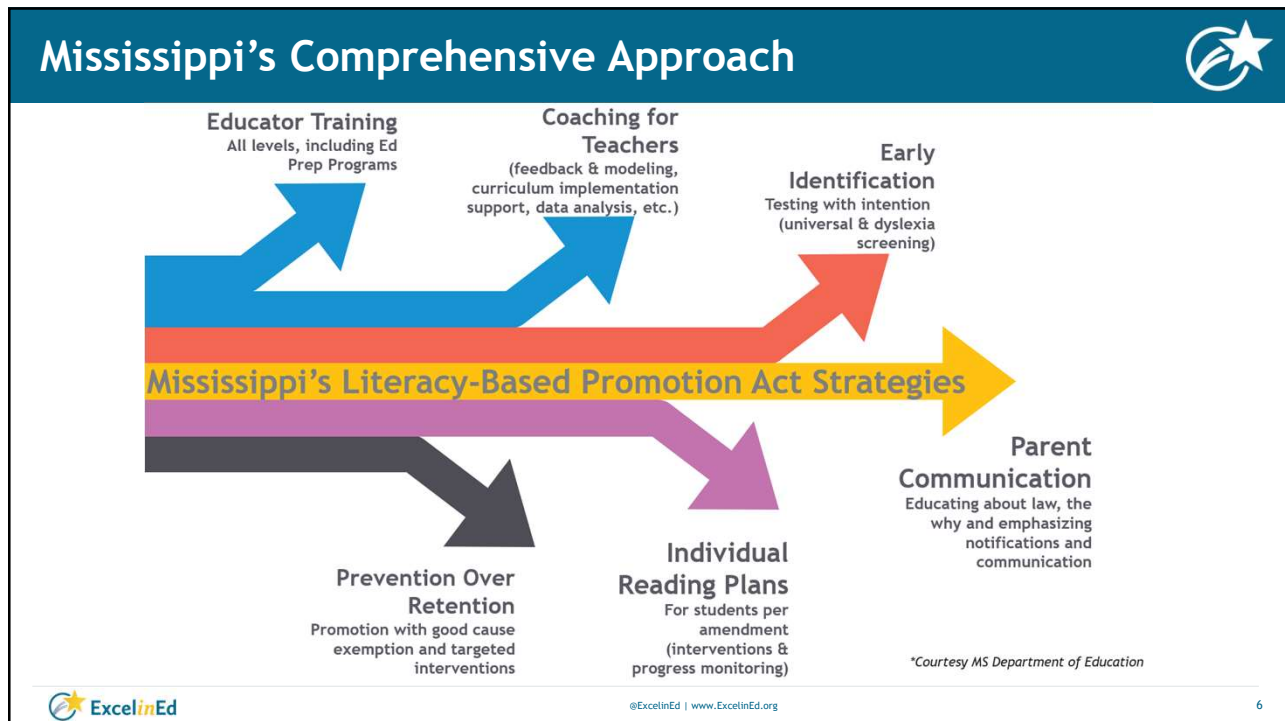 Mississippi's Comprehensive Approach
Educator Training
All levels, including Ed
Prep Programs
Coaching for
Teachers
(feedback & modeling,
curriculum implementation
support, data analysis, etc.)
Early
Identification
Testing with intention
(universal & dyslexia
screening)
Mississippi's Literacy-Based Promotion Act Strategies
Parent
Communication
Educating about law, the
why and emphasizing
notifications and
communication
Prevention Over
Retention
Promotion with good cause
exemption and targeted
interventions
Individual
Reading Plans
For students per
amendment
(interventions &
progress monitoring)
*Courtesy MS Department of Education
ExcelinEd
@ExcelinEd | www.ExcelinEd.org
6